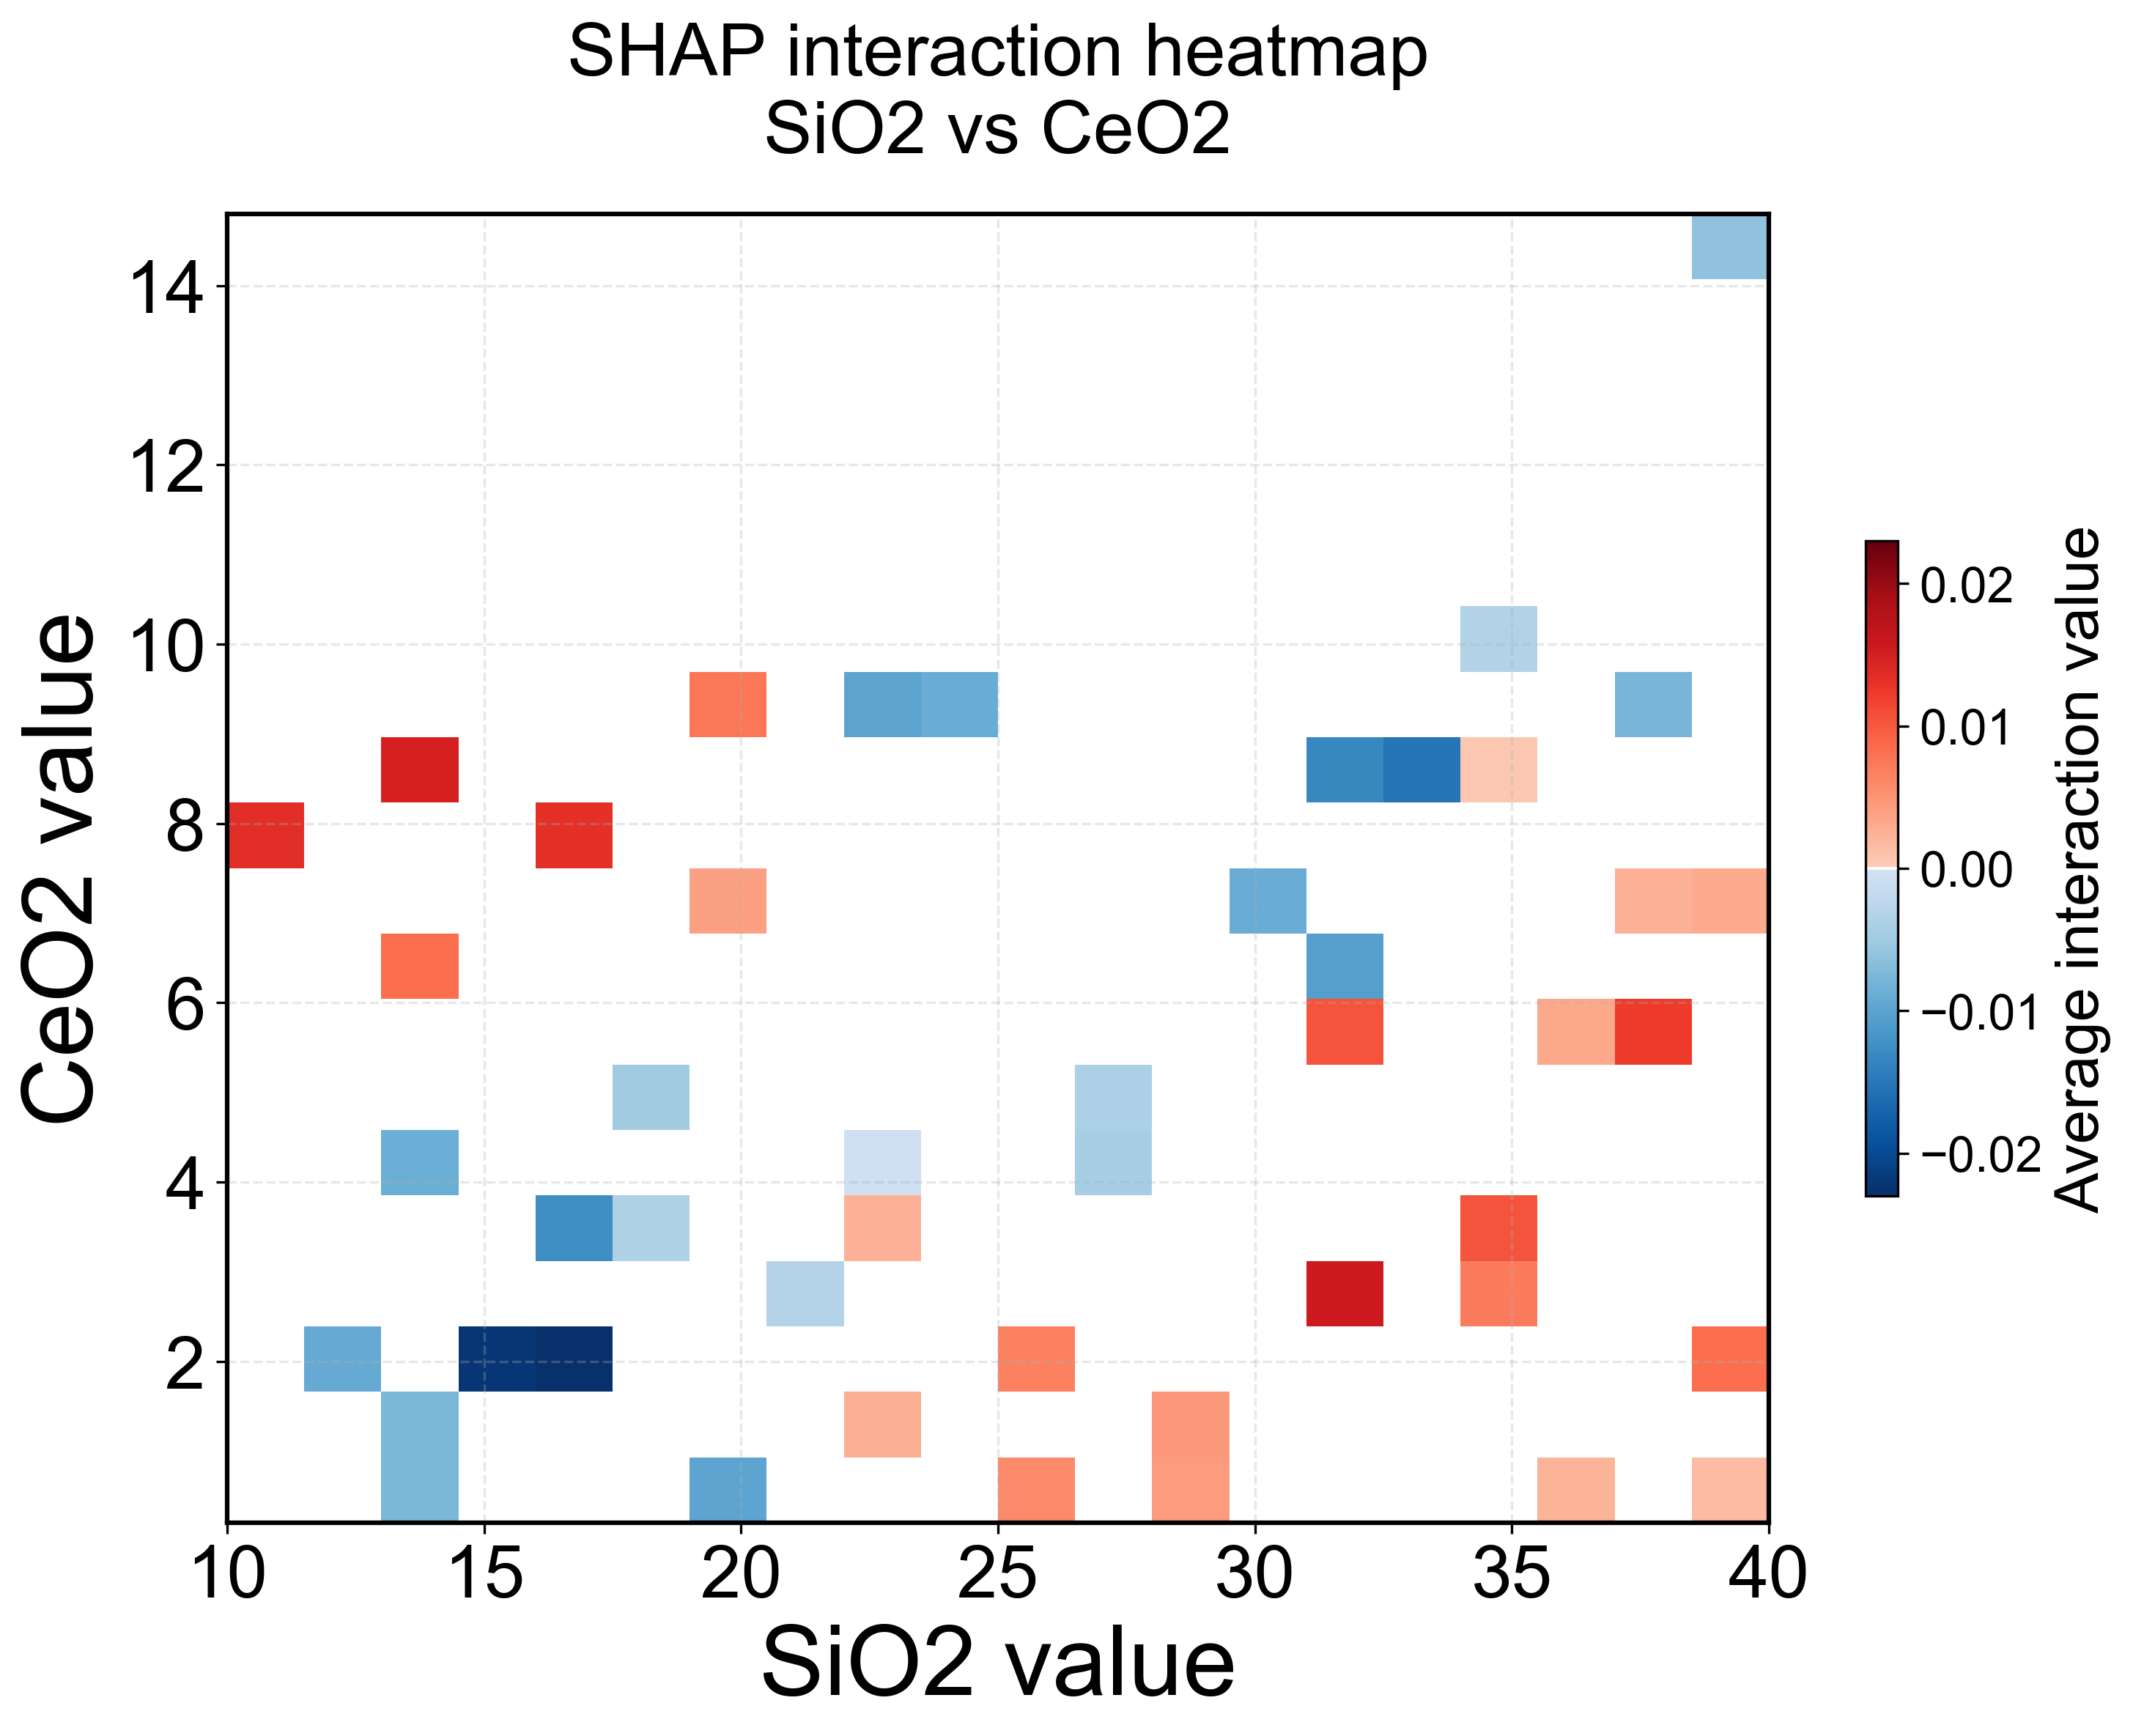 SHAP interaction heatmap
SiO2 vs CeO2
CeO2 value
14
12
10
8
6
4
2
10 15 20 25 30 35 40
SiO2 value
0.02
0.01
0.00
−0.01
−0.02
Average interaction value